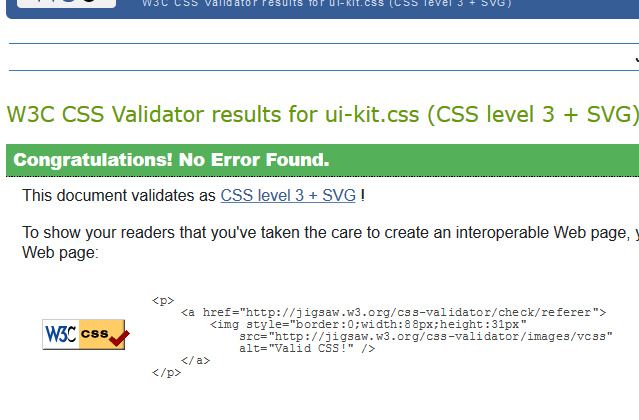 W3C CSS Validator results for ui-kit.css (CSS level 3 + SVG)
W3C CSS Validator results for ui-kit.css (CSS level 3 + SVG)
Congratulations! No Error Found.
This document validates as CSS level 3 + SVG !
To show your readers that you've taken the care to create an interoperable Web page,
Web page:
<p>
<a href="http://jigsaw.w3.org/css-validator/check/referer">
<img style="border:0;width:88px;height:31px"
src="http://jigsaw.w3.org/css-validator/images/vcss"
alt="Valid CSS!" />
</a>
</p>
W3C css